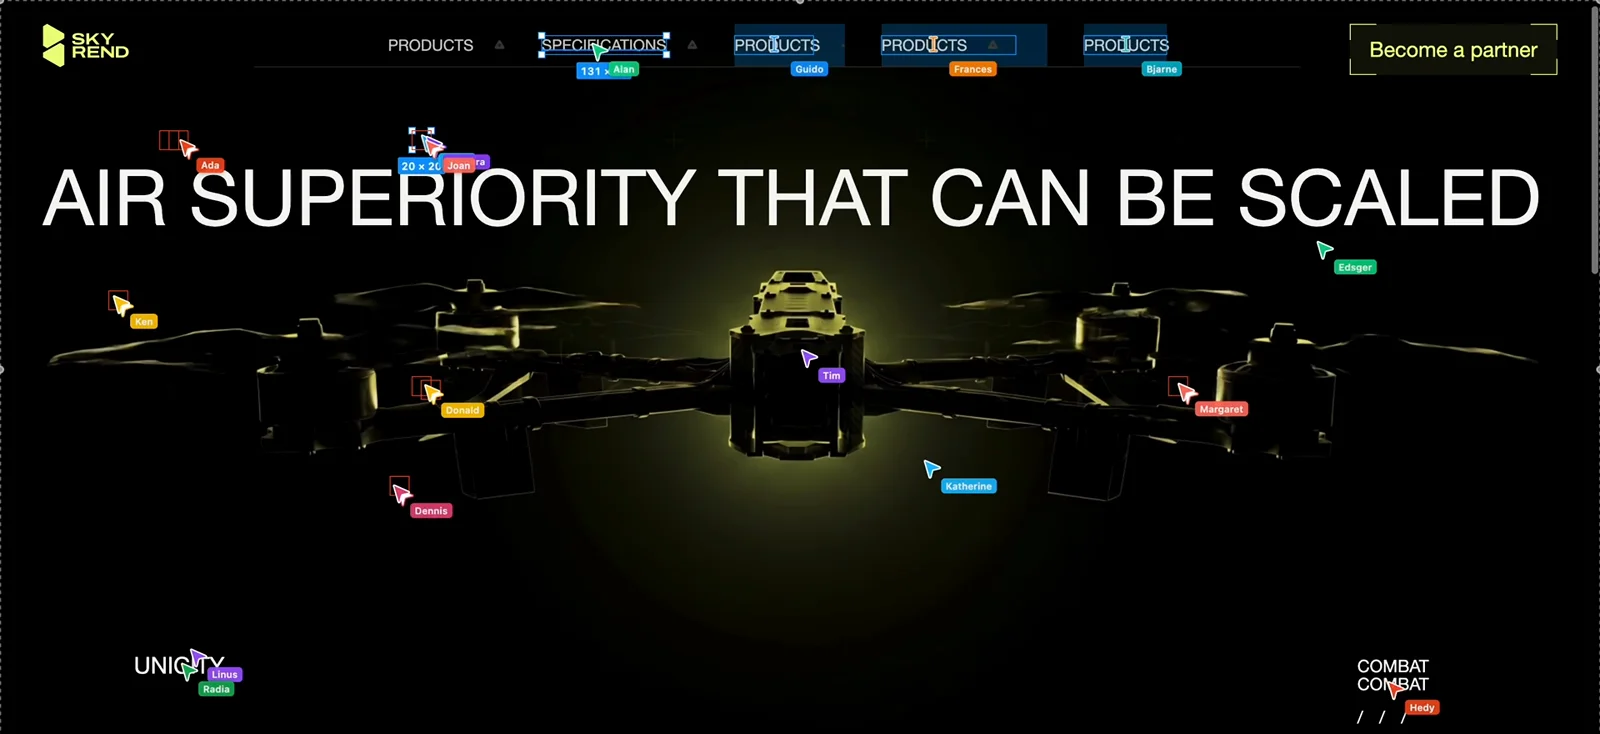 SKY
REND
PRODUCTS SPECIFICATIONS PRODUCTS PRODUCTS PRODUCTS
Become a partner
131 × Alan Guido Frances Bjarne
Ada
20 × 20 Joan
AIR SUPERIORITY THAT CAN BE SCALED
Edsger
Ken
Tim
Donald
Margaret
Katherine
Dennis
UNICITY
Linus
Radia
COMBAT
COMBAT
Hedy
/ / /